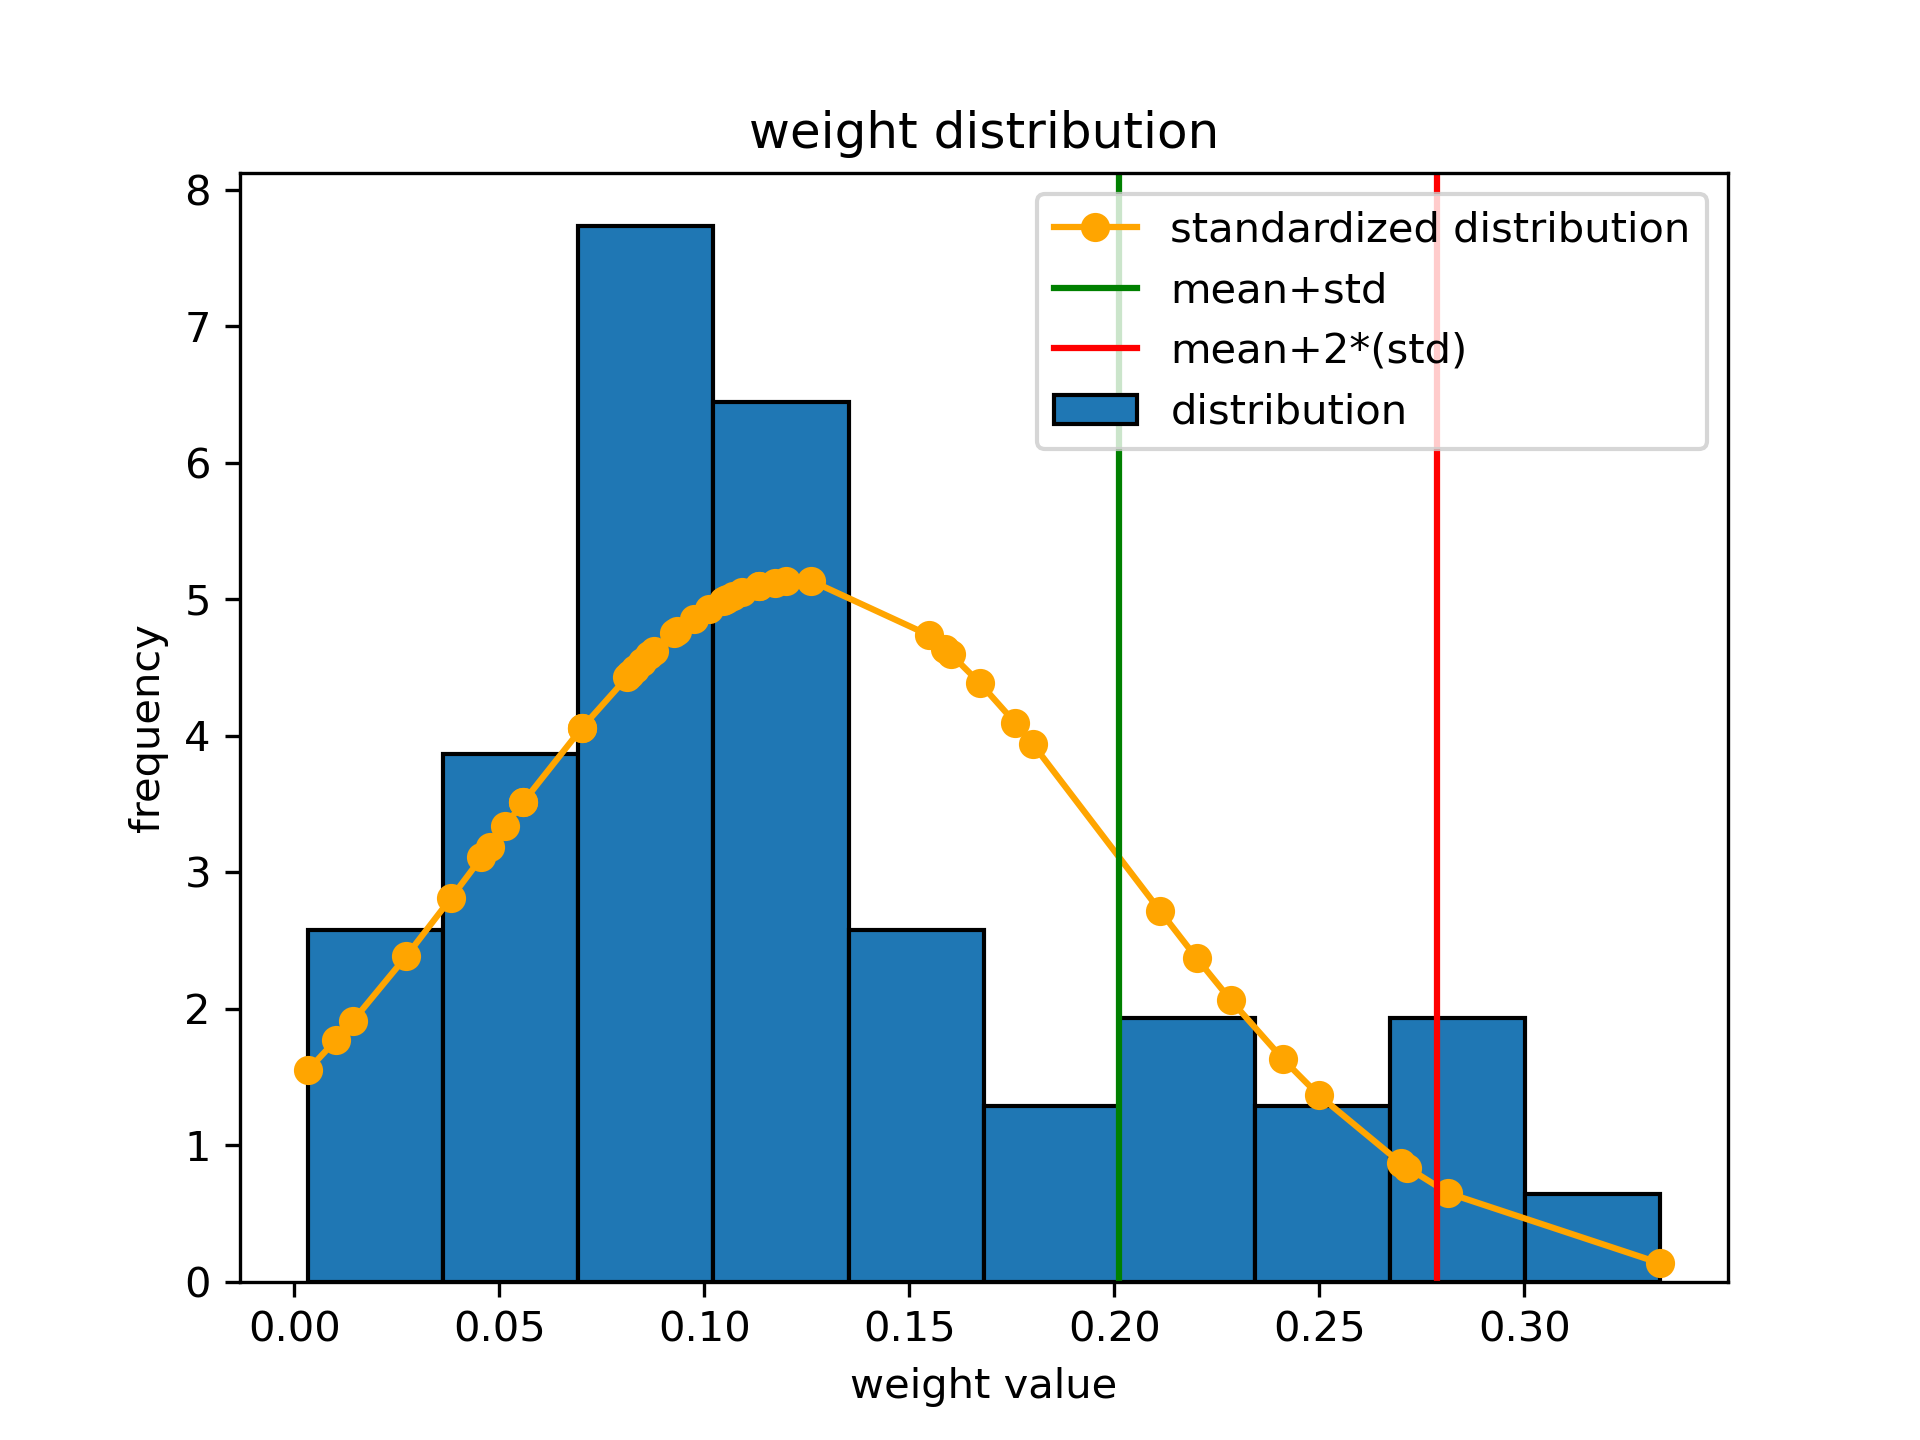 weight distribution
8
7
6
5
4
3
2
1
0
frequency
standardized distribution
mean+std
mean+2*(std)
distribution
0.00 0.05 0.10 0.15 0.20 0.25 0.30
weight value